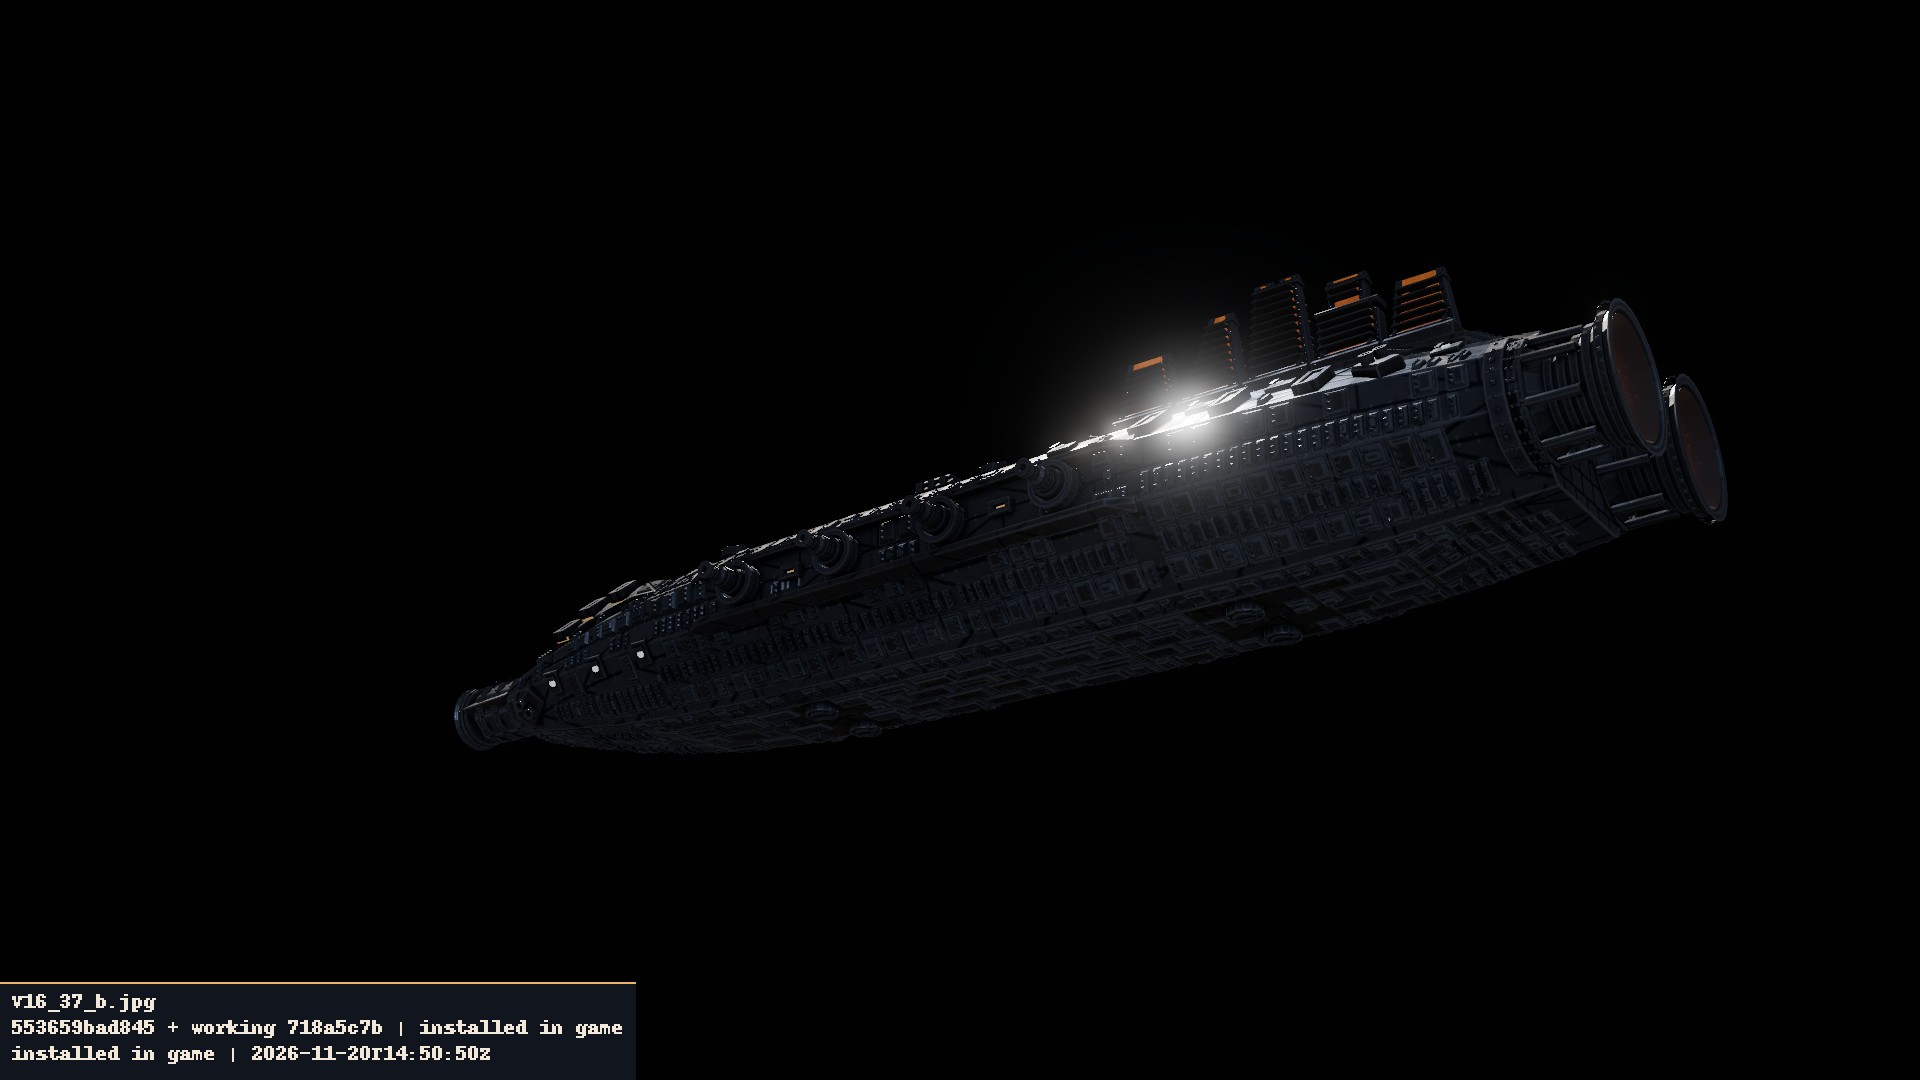 v16_37_b.jpg
553659bad845 + working 718a5c7b | installed in game
installed in game | 2026-11-20T14:50:50Z